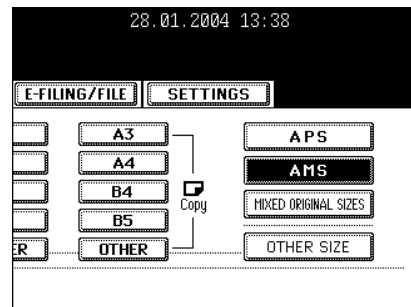 28.01.2004 13:38
E-FILING/FILE SETTINGS
A3
A4
B4
B5
ER OTHER
Copy
APS
AMS
MIXED ORIGINAL SIZES
OTHER SIZE